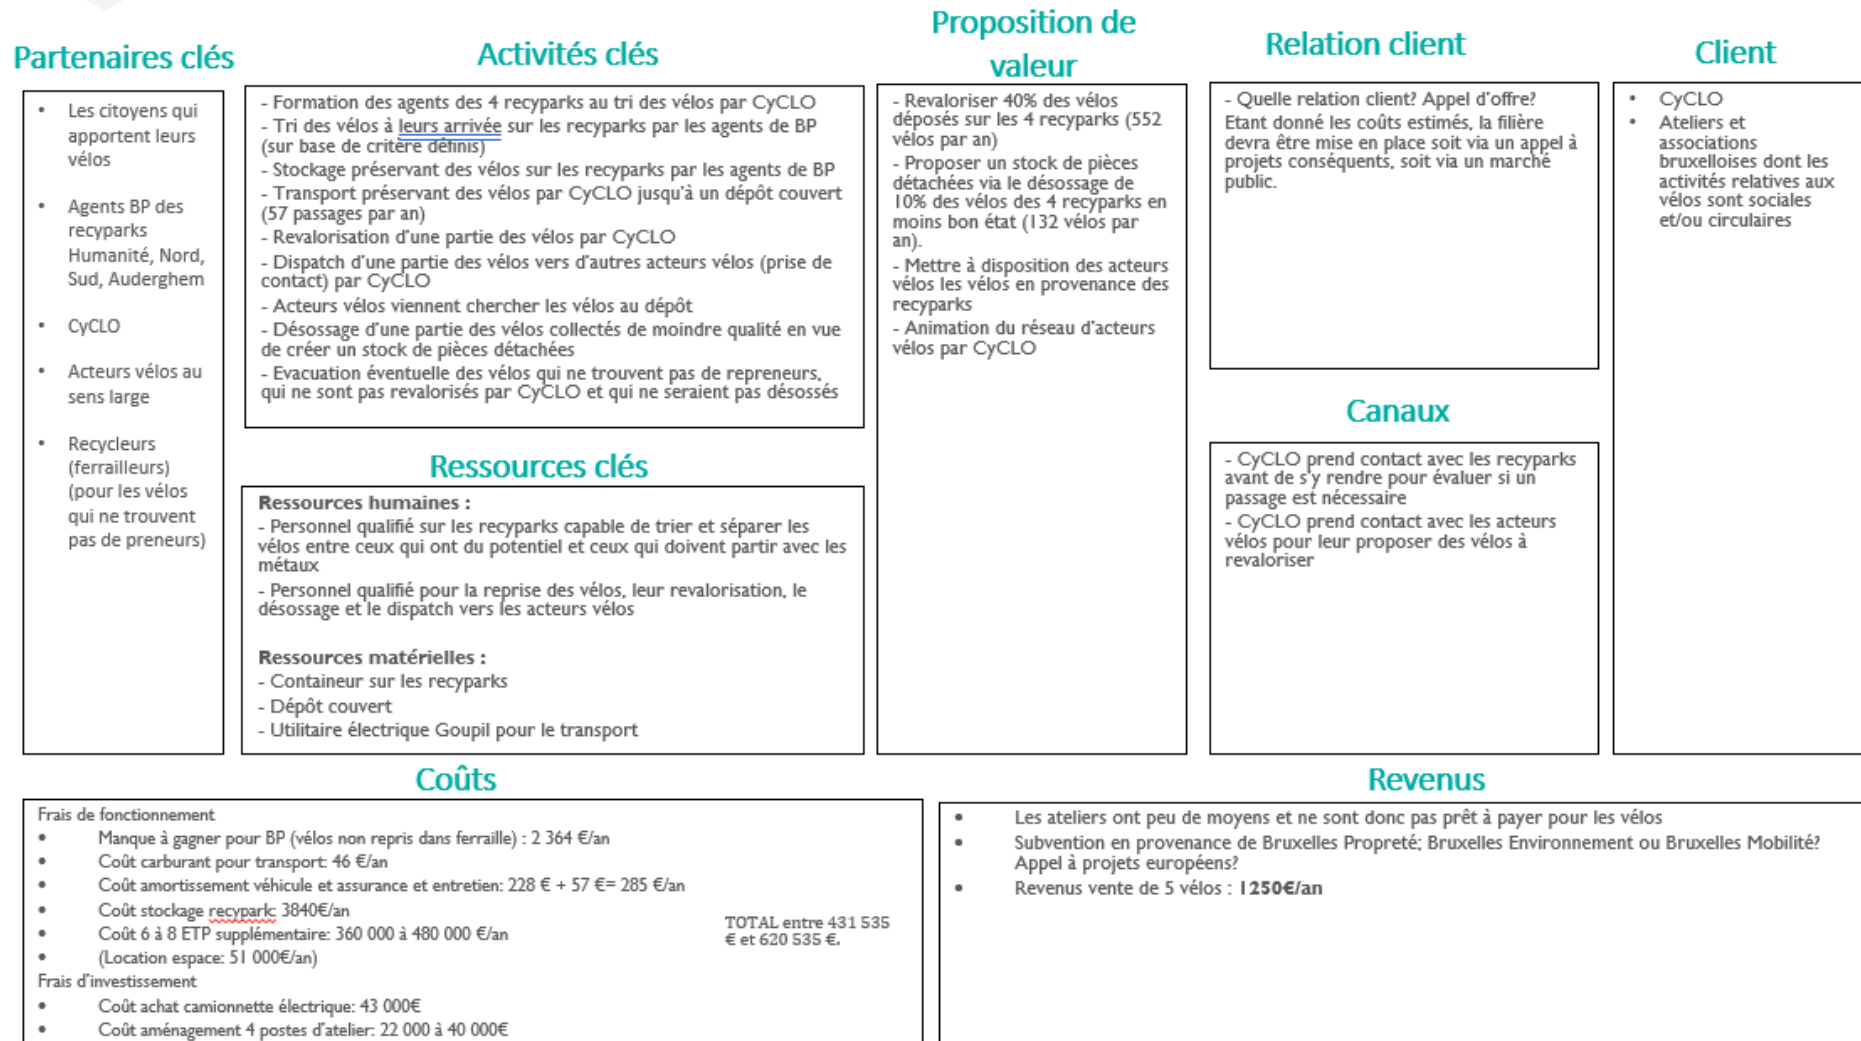 Partenaires clés
• Les citoyens qui
apportent leurs
vélos
• Agents BP des
recyparks
Humanité, Nord,
Sud, Auderghem
• CyCLO
• Acteurs vélos au
sens large
• Recycleurs
(ferrailleurs)
(pour les vélos
qui ne trouvent
pas de preneurs)
Activités clés
- Formation des agents des 4 recyparks au tri des vélos par CyCLO
- Tri des vélos à leurs arrivée sur les recyparks par les agents de BP
(sur base de critère définis)
- Stockage préservant des vélos sur les recyparks par les agents de BP
- Transport préservant des vélos par CyCLO jusqu'à un dépôt couvert
(57 passages par an)
- Revalorisation d'une partie des vélos par CyCLO
- Dispatch d'une partie des vélos vers d'autres acteurs vélos (prise de
contact) par CyCLO
- Acteurs vélos viennent chercher les vélos au dépôt
- Désossage d'une partie des vélos collectés de moindre qualité en vue
de créer un stock de pièces détachées
- Evacuation éventuelle des vélos qui ne trouvent pas de repreneurs,
qui ne sont pas revalorisés par CyCLO et qui ne seraient pas désossés
Ressources clés
Ressources humaines :
- Personnel qualifié sur les recyparks capable de trier et séparer les
vélos entre ceux qui ont du potentiel et ceux qui doivent partir avec les
métaux
- Personnel qualifié pour la reprise des vélos, leur revalorisation, le
désossage et le dispatch vers les acteurs vélos
Ressources matérielles :
- Containeur sur les recyparks
- Dépôt couvert
- Utilitaire électrique Goupil pour le transport
Proposition de
valeur
- Revaloriser 40% des vélos
déposés sur les 4 recyparks (552
vélos par an)
- Proposer un stock de pièces
détachées via le désossage de
10% des vélos des 4 recyparks en
moins bon état (132 vélos par
an).
- Mettre à disposition des acteurs
vélos les vélos en provenance des
recyparks
- Animation du réseau d'acteurs
vélos par CyCLO
Relation client
- Quelle relation client? Appel d'offre?
Etant donné les coûts estimés, la filière
devra être mise en place soit via un appel à
projets conséquents, soit via un marché
public.
Canaux
- CyCLO prend contact avec les recyparks
avant de s'y rendre pour évaluer si un
passage est nécessaire
- CyCLO prend contact avec les acteurs
vélos pour leur proposer des vélos à
revaloriser
Client
• CyCLO
• Ateliers et
associations
bruxelloises dont les
activités relatives aux
vélos sont sociales
et/ou circulaires
Coûts
Frais de fonctionnement
• Manque à gagner pour BP (vélos non repris dans ferraille) : 2 364 €/an
• Coût carburant pour transport: 46 €/an
• Coût amortissement véhicule et assurance et entretien: 228 € + 57 €= 285 €/an
• Coût stockage recypark: 3840€/an
• Coût 6 à 8 ETP supplémentaire: 360 000 à 480 000 €/an
• (Location espace: 51 000€/an)
Frais d'investissement
• Coût achat camionnette électrique: 43 000€
• Coût aménagement 4 postes d'atelier: 22 000 à 40 000€
TOTAL entre 431 535
€ et 620 535 €.
Revenus
• Les ateliers ont peu de moyens et ne sont donc pas prêt à payer pour les vélos
• Subvention en provenance de Bruxelles Propreté; Bruxelles Environnement ou Bruxelles Mobilité?
Appel à projets européens?
• Revenus vente de 5 vélos : 1250€/an